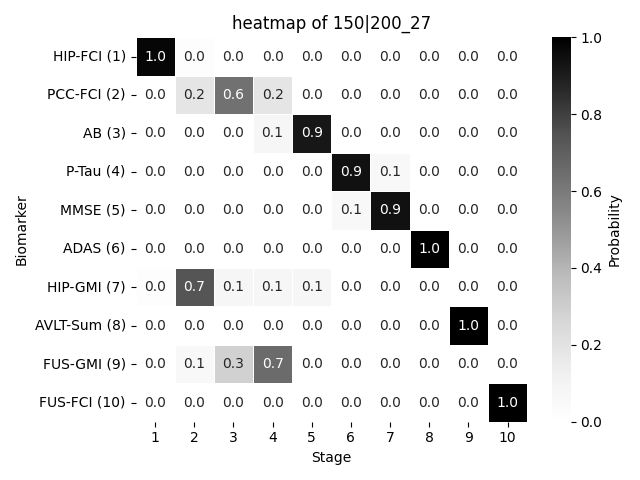 heatmap of 150|200_27
HIP-FCI (1) 1.0 0.0 0.0 0.0 0.0 0.0 0.0 0.0 0.0 0.0
PCC-FCI (2) 0.0 0.2 0.6 0.2 0.0 0.0 0.0 0.0 0.0 0.0
AB (3) 0.0 0.0 0.0 0.1 0.9 0.0 0.0 0.0 0.0 0.0
P-Tau (4) 0.0 0.0 0.0 0.0 0.0 0.9 0.1 0.0 0.0 0.0
MMSE (5) 0.0 0.0 0.0 0.0 0.0 0.1 0.9 0.0 0.0 0.0
ADAS (6) 0.0 0.0 0.0 0.0 0.0 0.0 0.0 1.0 0.0 0.0
HIP-GMI (7) 0.0 0.7 0.1 0.1 0.1 0.0 0.0 0.0 0.0 0.0
AVLT-Sum (8) 0.0 0.0 0.0 0.0 0.0 0.0 0.0 0.0 1.0 0.0
FUS-GMI (9) 0.0 0.1 0.3 0.7 0.0 0.0 0.0 0.0 0.0 0.0
FUS-FCI (10) 0.0 0.0 0.0 0.0 0.0 0.0 0.0 0.0 0.0 1.0
1 2 3 4 5 6 7 8 9 10
Stage
Biomarker
1.0
0.8
0.6
0.4
0.2
0.0
Probability